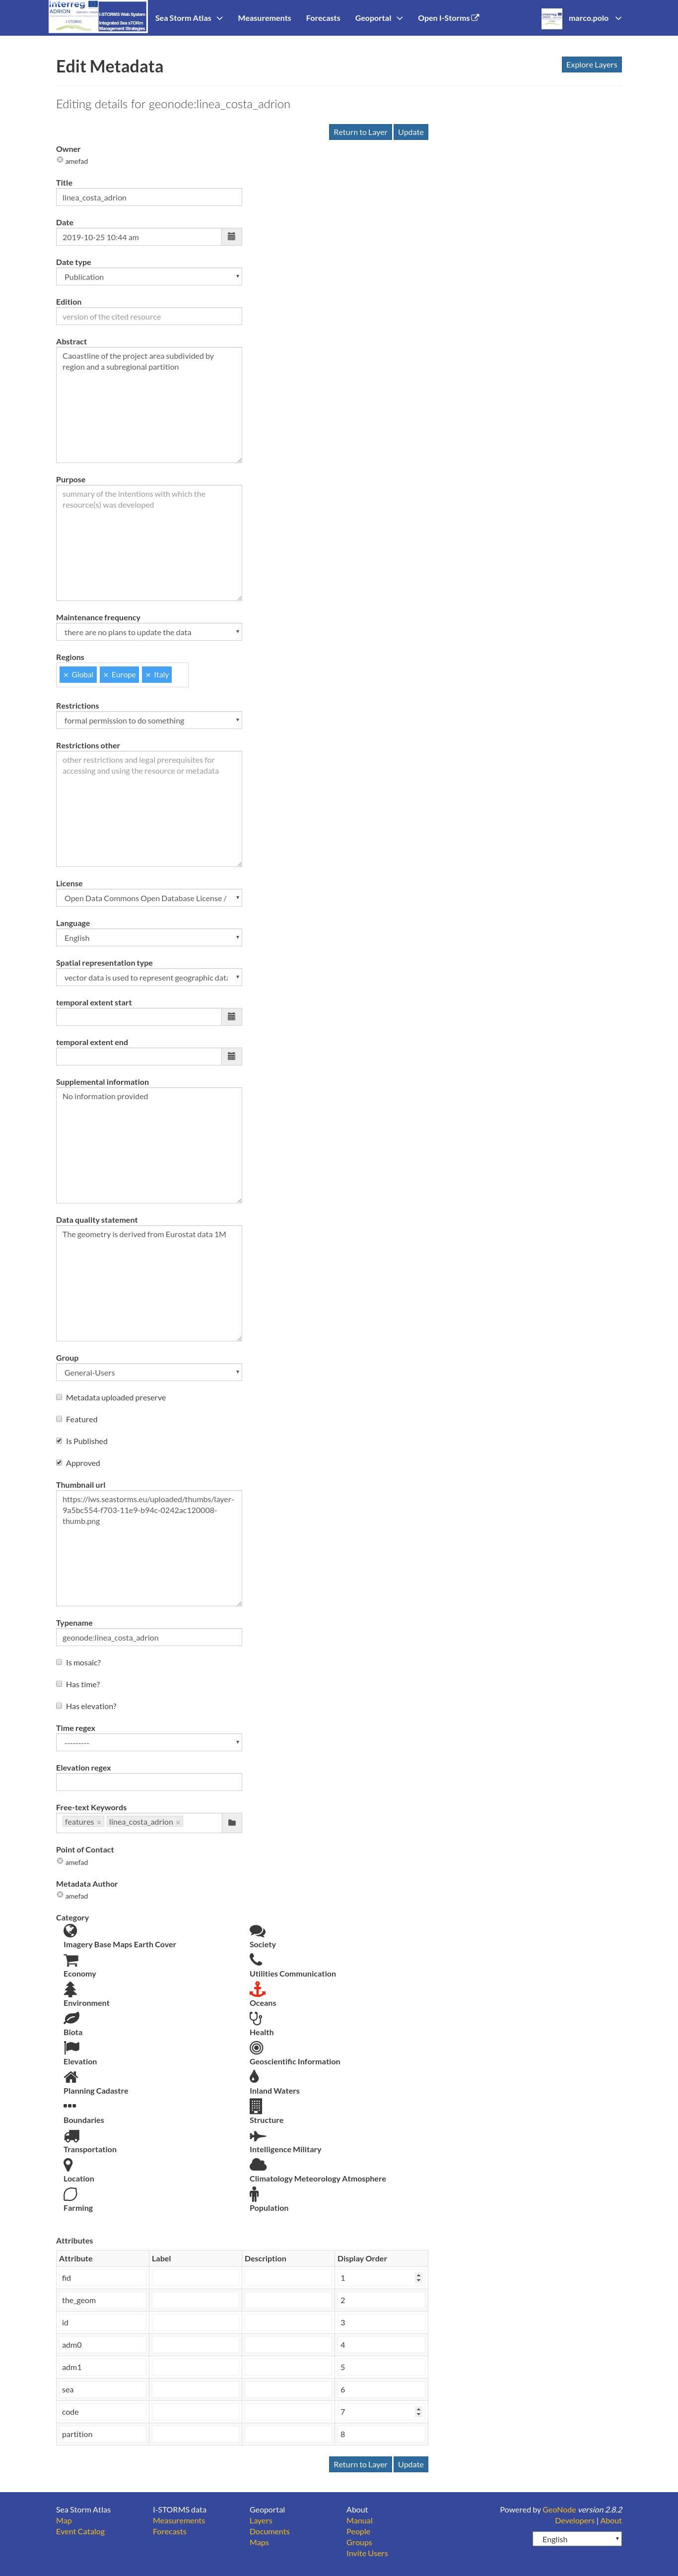 Interreg
ADRION
I-STORMS
I-STORMS Web System
Integrated Sea sTORm
Management Strategies
Sea Storm Atlas
Measurements
Forecasts
Geoportal
Open I-Storms
marco.polo
Edit Metadata
Explore Layers
Editing details for geonode:linea_costa_adrion
Return to Layer
Update
Owner
amefad
Title
linea_costa_adrion
Date
2019-10-25 10:44 am
Date type
Publication
Edition
version of the cited resource
Abstract
Caoastline of the project area subdivided by
region and a subregional partition
Purpose
summary of the intentions with which the
resource(s) was developed
Maintenance frequency
there are no plans to update the data
Regions
× Global × Europe × Italy
Restrictions
formal permission to do something
Restrictions other
other restrictions and legal prerequisites for
accessing and using the resource or metadata
License
Open Data Commons Open Database License /
Language
English
Spatial representation type
vector data is used to represent geographic data
temporal extent start
temporal extent end
Supplemental information
No information provided
Data quality statement
The geometry is derived from Eurostat data 1M
Group
General-Users
Metadata uploaded preserve
Featured
Is Published
Approved
Thumbnail url
https://iws.seastorms.eu/uploaded/thumbs/layer-
9a5bc554-f703-11e9-b94c-0242ac120008-
thumb.png
Typename
geonode:linea_costa_adrion
Is mosaic?
Has time?
Has elevation?
Time regex
---------
Elevation regex
Free-text Keywords
features × linea_costa_adrion ×
Point of Contact
amefad
Metadata Author
amefad
Category
Imagery Base Maps Earth Cover
Society
Economy
Utilities Communication
Environment
Oceans
Biota
Health
Elevation
Geoscientific Information
Planning Cadastre
Inland Waters
Boundaries
Structure
Transportation
Intelligence Military
Location
Climatology Meteorology Atmosphere
Farming
Population
Attributes
Attribute Label Description Display Order
fid 1
the_geom 2
id 3
adm0 4
adm1 5
sea 6
code 7
partition 8
Return to Layer
Update
Sea Storm Atlas
Map
Event Catalog
I-STORMS data
Measurements
Forecasts
Geoportal
Layers
Documents
Maps
About
Manual
People
Groups
Invite Users
Powered by GeoNode version 2.8.2
Developers | About
English